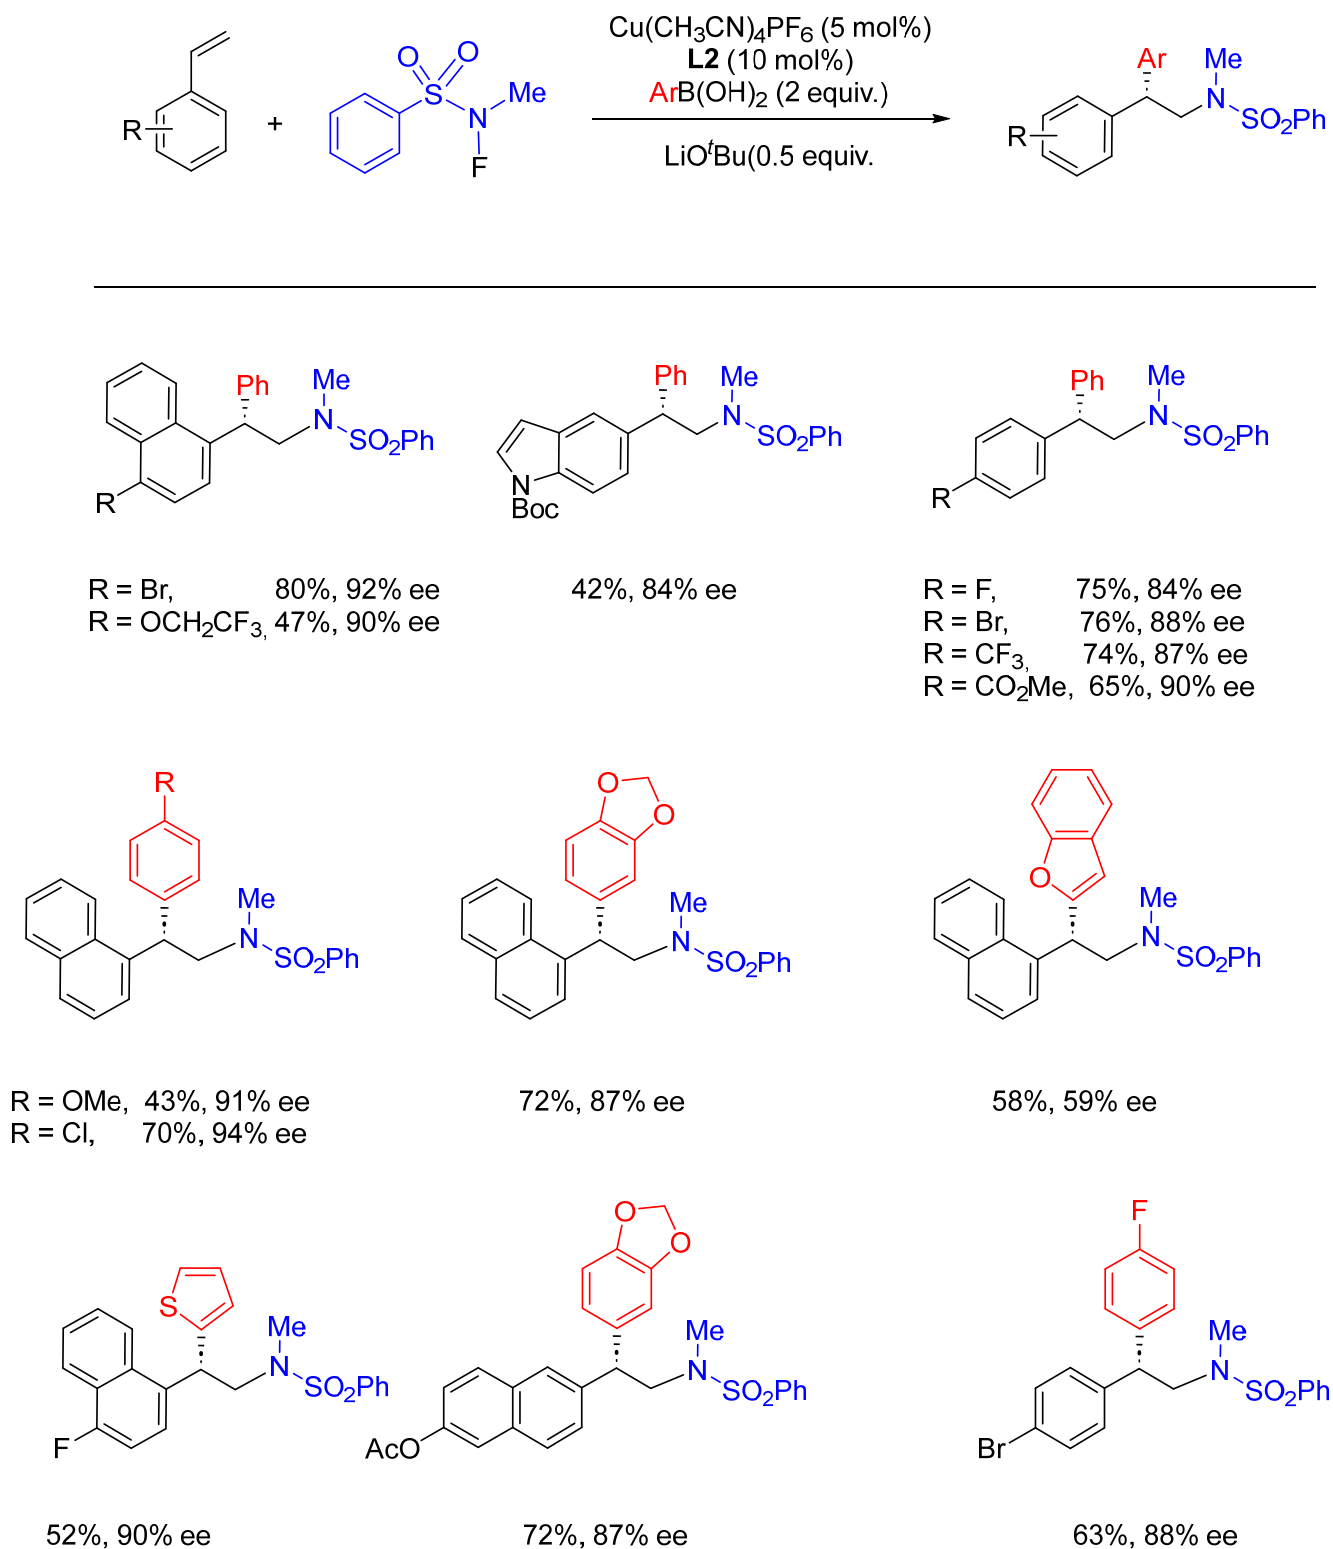 Cu(CH3CN)4PF6 (5 mol%)
L2 (10 mol%)
ArB(OH)2 (2 equiv.)
LiOtBu(0.5 equiv.
R
+
O O
S
N
Me
F
R
Ar
Me
N
SO2Ph
Ph
Me
N
SO2Ph
R
R = Br, 80%, 92% ee
R = OCH2CF3, 47%, 90% ee
Ph
Me
N
SO2Ph
N
Boc
42%, 84% ee
Ph
Me
N
SO2Ph
R
R = F, 75%, 84% ee
R = Br, 76%, 88% ee
R = CF3, 74%, 87% ee
R = CO2Me, 65%, 90% ee
R
Me
N
SO2Ph
R = OMe, 43%, 91% ee
R = Cl, 70%, 94% ee
O
O
Me
N
SO2Ph
72%, 87% ee
O
Me
N
SO2Ph
58%, 59% ee
S
Me
N
SO2Ph
F
52%, 90% ee
O
O
Me
N
SO2Ph
AcO
72%, 87% ee
F
Me
N
SO2Ph
Br
63%, 88% ee